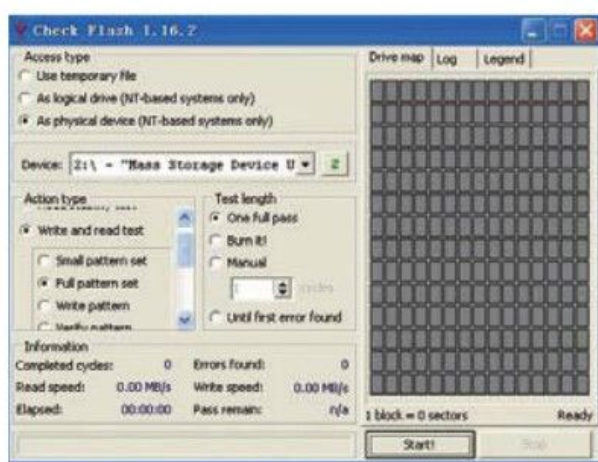 Check Flash 1.16.2
Access type
Use temporary file
As logical drive (NT-based systems only)
As physical device (NT-based systems only)
Device: Z:\ - "Mass Storage Device U
Action type
Write and read test
Small pattern set
Full pattern set
Write pattern
Verify pattern
Test length
One full pass
Burn it!
Manual
cycles
Until first error found
Information
Completed cycles: 0 Errors found: 0
Read speed: 0.00 MB/s Write speed: 0.00 MB/s
Elapsed: 00:00:00 Pass remain: n/a
Drive map Log Legend
1 block = 0 sectors Ready
Start! Stop